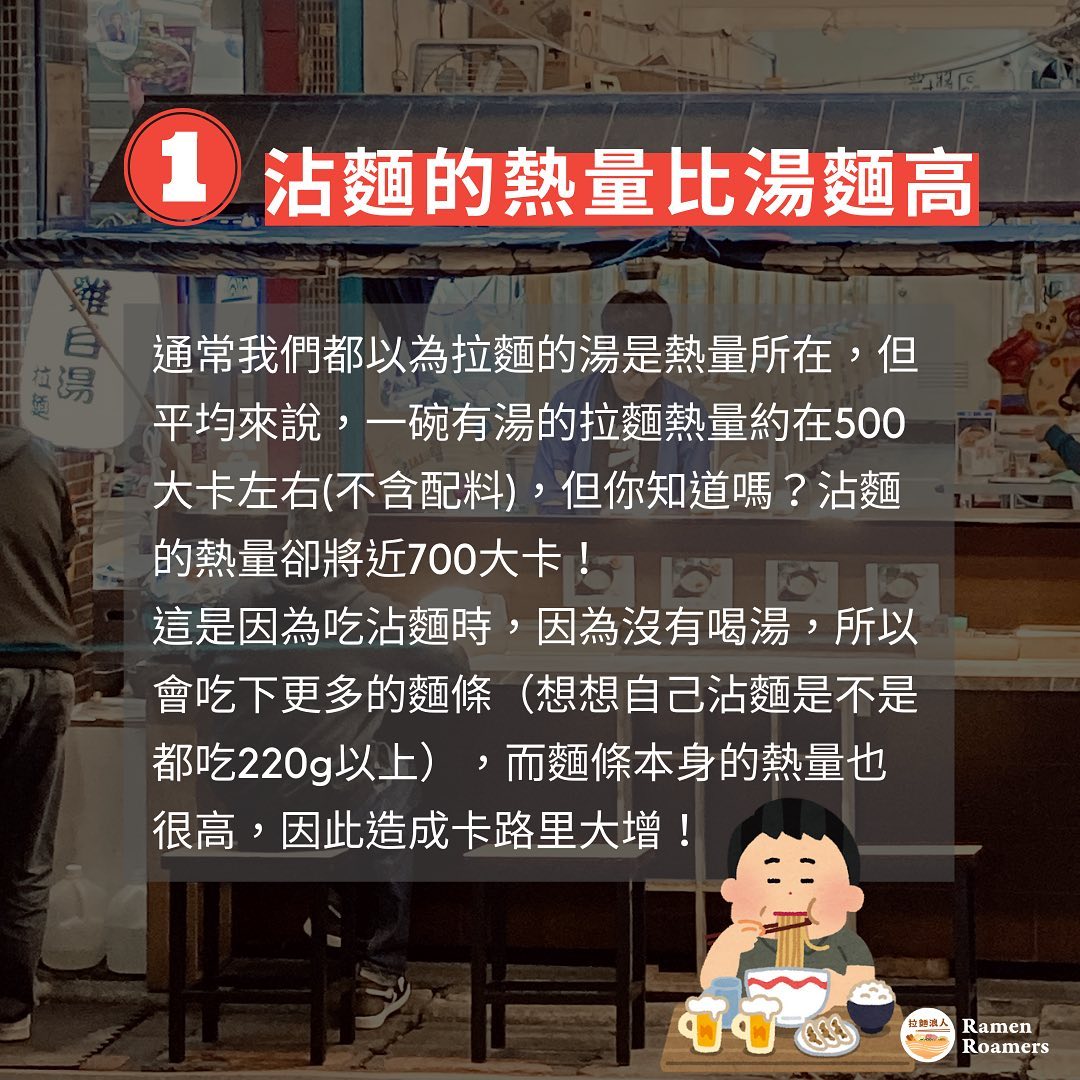 1
沾麵的熱量比湯麵高
雞白湯
拉麵
通常我們都以為拉麵的湯是熱量所在，但
平均來說，一碗有湯的拉麵熱量約在500
大卡左右(不含配料)，但你知道嗎？沾麵
的熱量卻將近700大卡！
這是因為吃沾麵時，因為沒有喝湯，所以
會吃下更多的麵條（想想自己沾麵是不是
都吃220g以上），而麵條本身的熱量也
很高，因此造成卡路里大增！
拉麵浪人
Ramen
Roamers